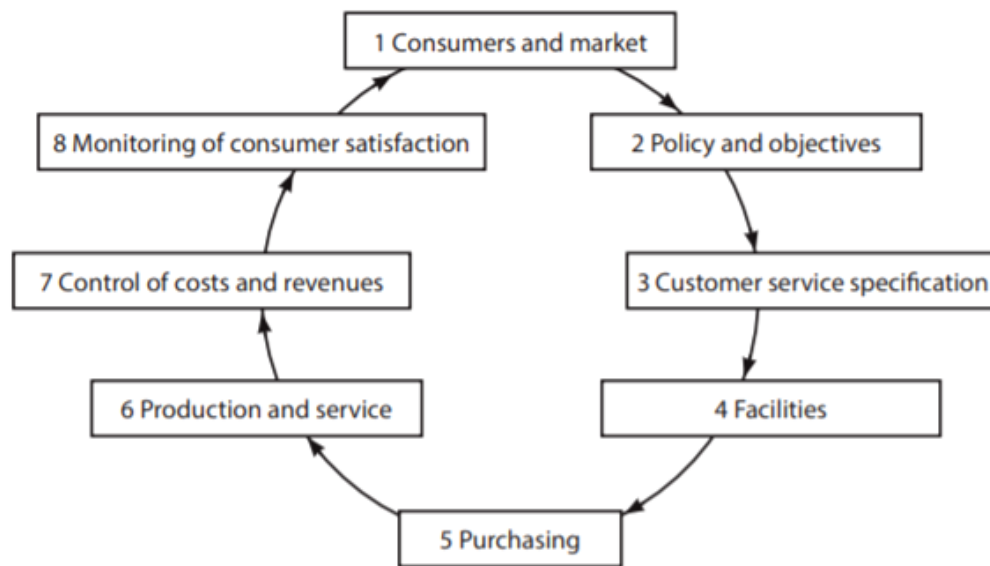 1 Consumers and market
2 Policy and objectives
3 Customer service specification
4 Facilities
5 Purchasing
6 Production and service
7 Control of costs and revenues
8 Monitoring of consumer satisfaction